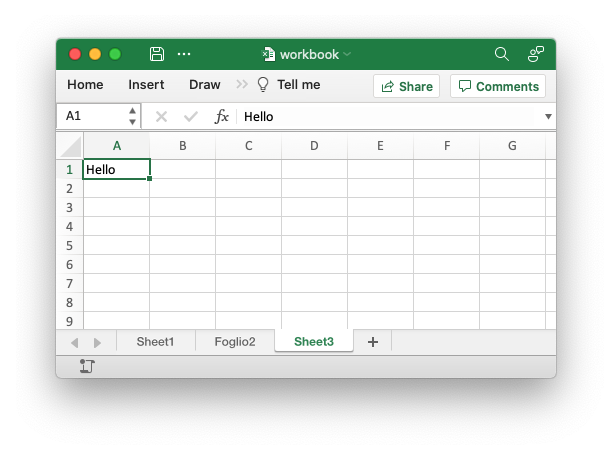 workbook
Home Insert Draw Tell me Share Comments
A1 fx Hello
A B C D E F G
1 Hello
2
3
4
5
6
7
8
9
Sheet1 Foglio2 Sheet3 +